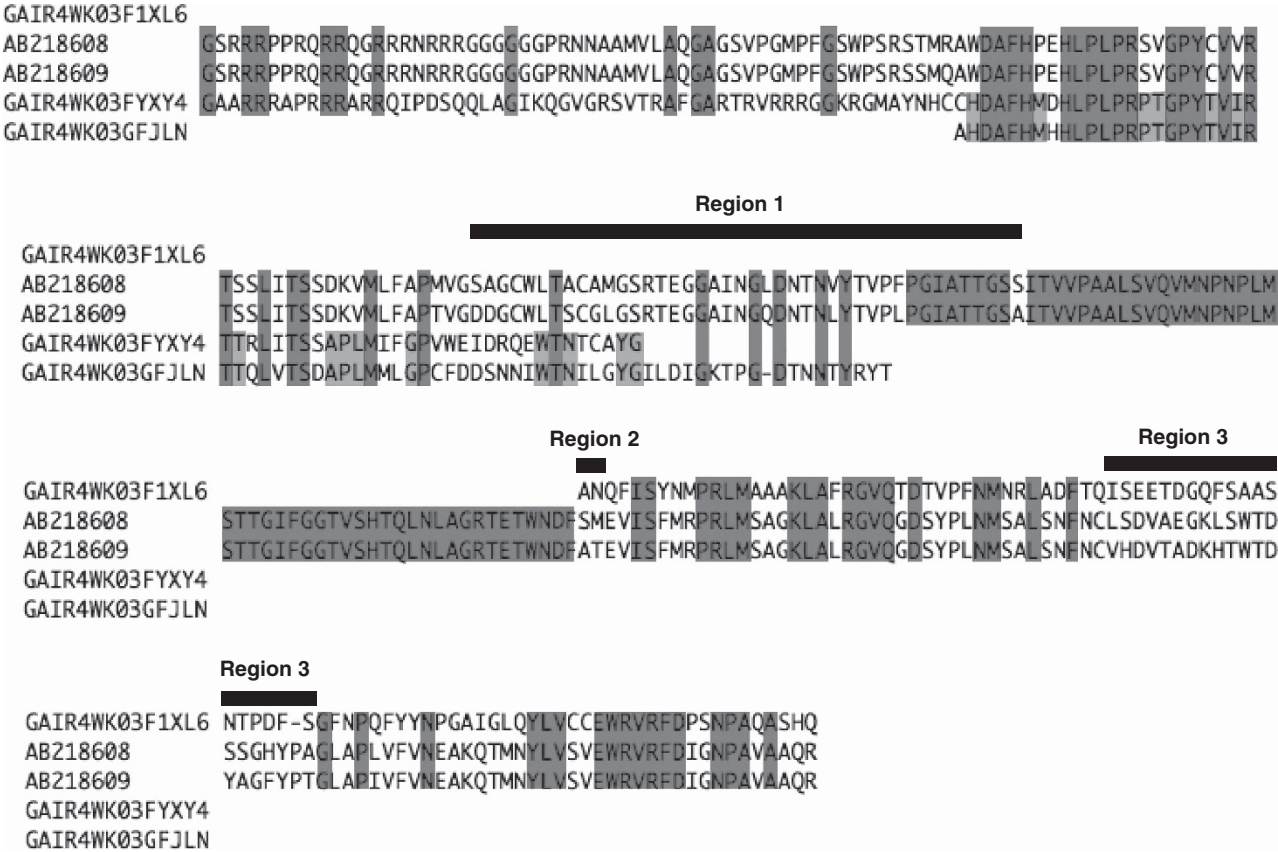 GAIR4WK03F1XL6
AB218608 GSRRRPPRQRRQGRRRNRRRGGGGGGPRNNAAMVLAQGAGSVPGMPFGSWPSRSTMRAWDAFHPEHLPLPRSVGPYCVVR
AB218609 GSRRRPPRQRRQGRRRNRRRGGGGGGPRNNAAMVLAQGAGSVPGMPFGSWPSRSSMQAWDAFHPEHLPLPRSVGPYCVVR
GAIR4WK03FYXY4 GAARRRAPRRRRARRQIPDSQQLAGIKQGVGRSVTRAFGARTRVRRRGGKRGMAYNHCCHDAFHMDHLPLPRPTGPYTVIR
GAIR4WK03GFJLN AHDAFHMHHLPLPRPTGPYTVIR
Region 1
GAIR4WK03F1XL6
AB218608 TSSLITSSDKVMLFAPMVGSAGCWLTACAMGSRTEGGAINGLDNTNVYTVPFPGIATTGSSITVVPAALSVQVMNPNPLM
AB218609 TSSLITSSDKVMLFAPTVGDDGCWLTSCGLGSRTEGGAINGQDNTNLYTVPLPGIATTGSAITVVPAALSVQVMNPNPLM
GAIR4WK03FYXY4 TTRLITSSAPLMIFGPVWEIDRQEWTNTCAYG
GAIR4WK03GFJLN TTQLVTSDAPLMMLGPCFDDSNNIWTNILGYGILDIGKTPG-DTNNTYRYT
Region 2 Region 3
GAIR4WK03F1XL6 ANQFISYNMPRLMAAAKLAFRGVQTDTVPFNMNRLADFTQISEETDGQFSAAS
AB218608 STTGIFGGTVSHTQLNLAGRTETWNDFSMEVISFMRPRLMSAGKLALRGVQGDSYPLNMSALSNFNCLSDVAEGKLSWTD
AB218609 STTGIFGGTVSHTQLNLAGRTETWNDFATEVISFMRPRLMSAGKLALRGVQGDSYPLNMSALSNFNCVHDVTADKHTWTD
GAIR4WK03FYXY4
GAIR4WK03GFJLN
Region 3
GAIR4WK03F1XL6 NTPDF-SGFNPQFYYNPGAIGLQYLVCCEWRVRFDPSNPAQASHQ
AB218608 SSGHYPAGLAPLVFVNEAKQTMNYLVSVEWRVRFDIGNPAVAAQR
AB218609 YAGFYPTGLAPIVFVNEAKQTMNYLVSVEWRVRFDIGNPAVAAQR
GAIR4WK03FYXY4
GAIR4WK03GFJLN